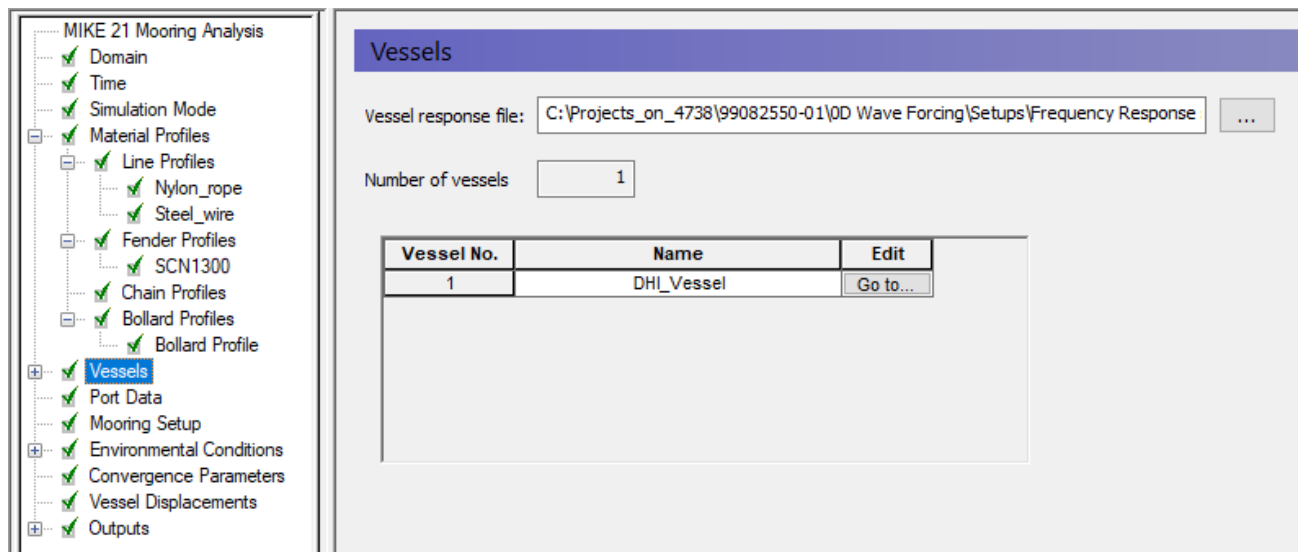 MIKE 21 Mooring Analysis
Domain
Time
Simulation Mode
Material Profiles
Line Profiles
Nylon_rope
Steel_wire
Fender Profiles
SCN1300
Chain Profiles
Bollard Profiles
Bollard Profile
Vessels
Port Data
Mooring Setup
Environmental Conditions
Convergence Parameters
Vessel Displacements
Outputs
Vessels
Vessel response file: C:\Projects_on_4738\99082550-01\0D Wave Forcing\Setups\Frequency Response ...
Number of vessels 1
Vessel No. Name Edit
1 DHI_Vessel Go to...